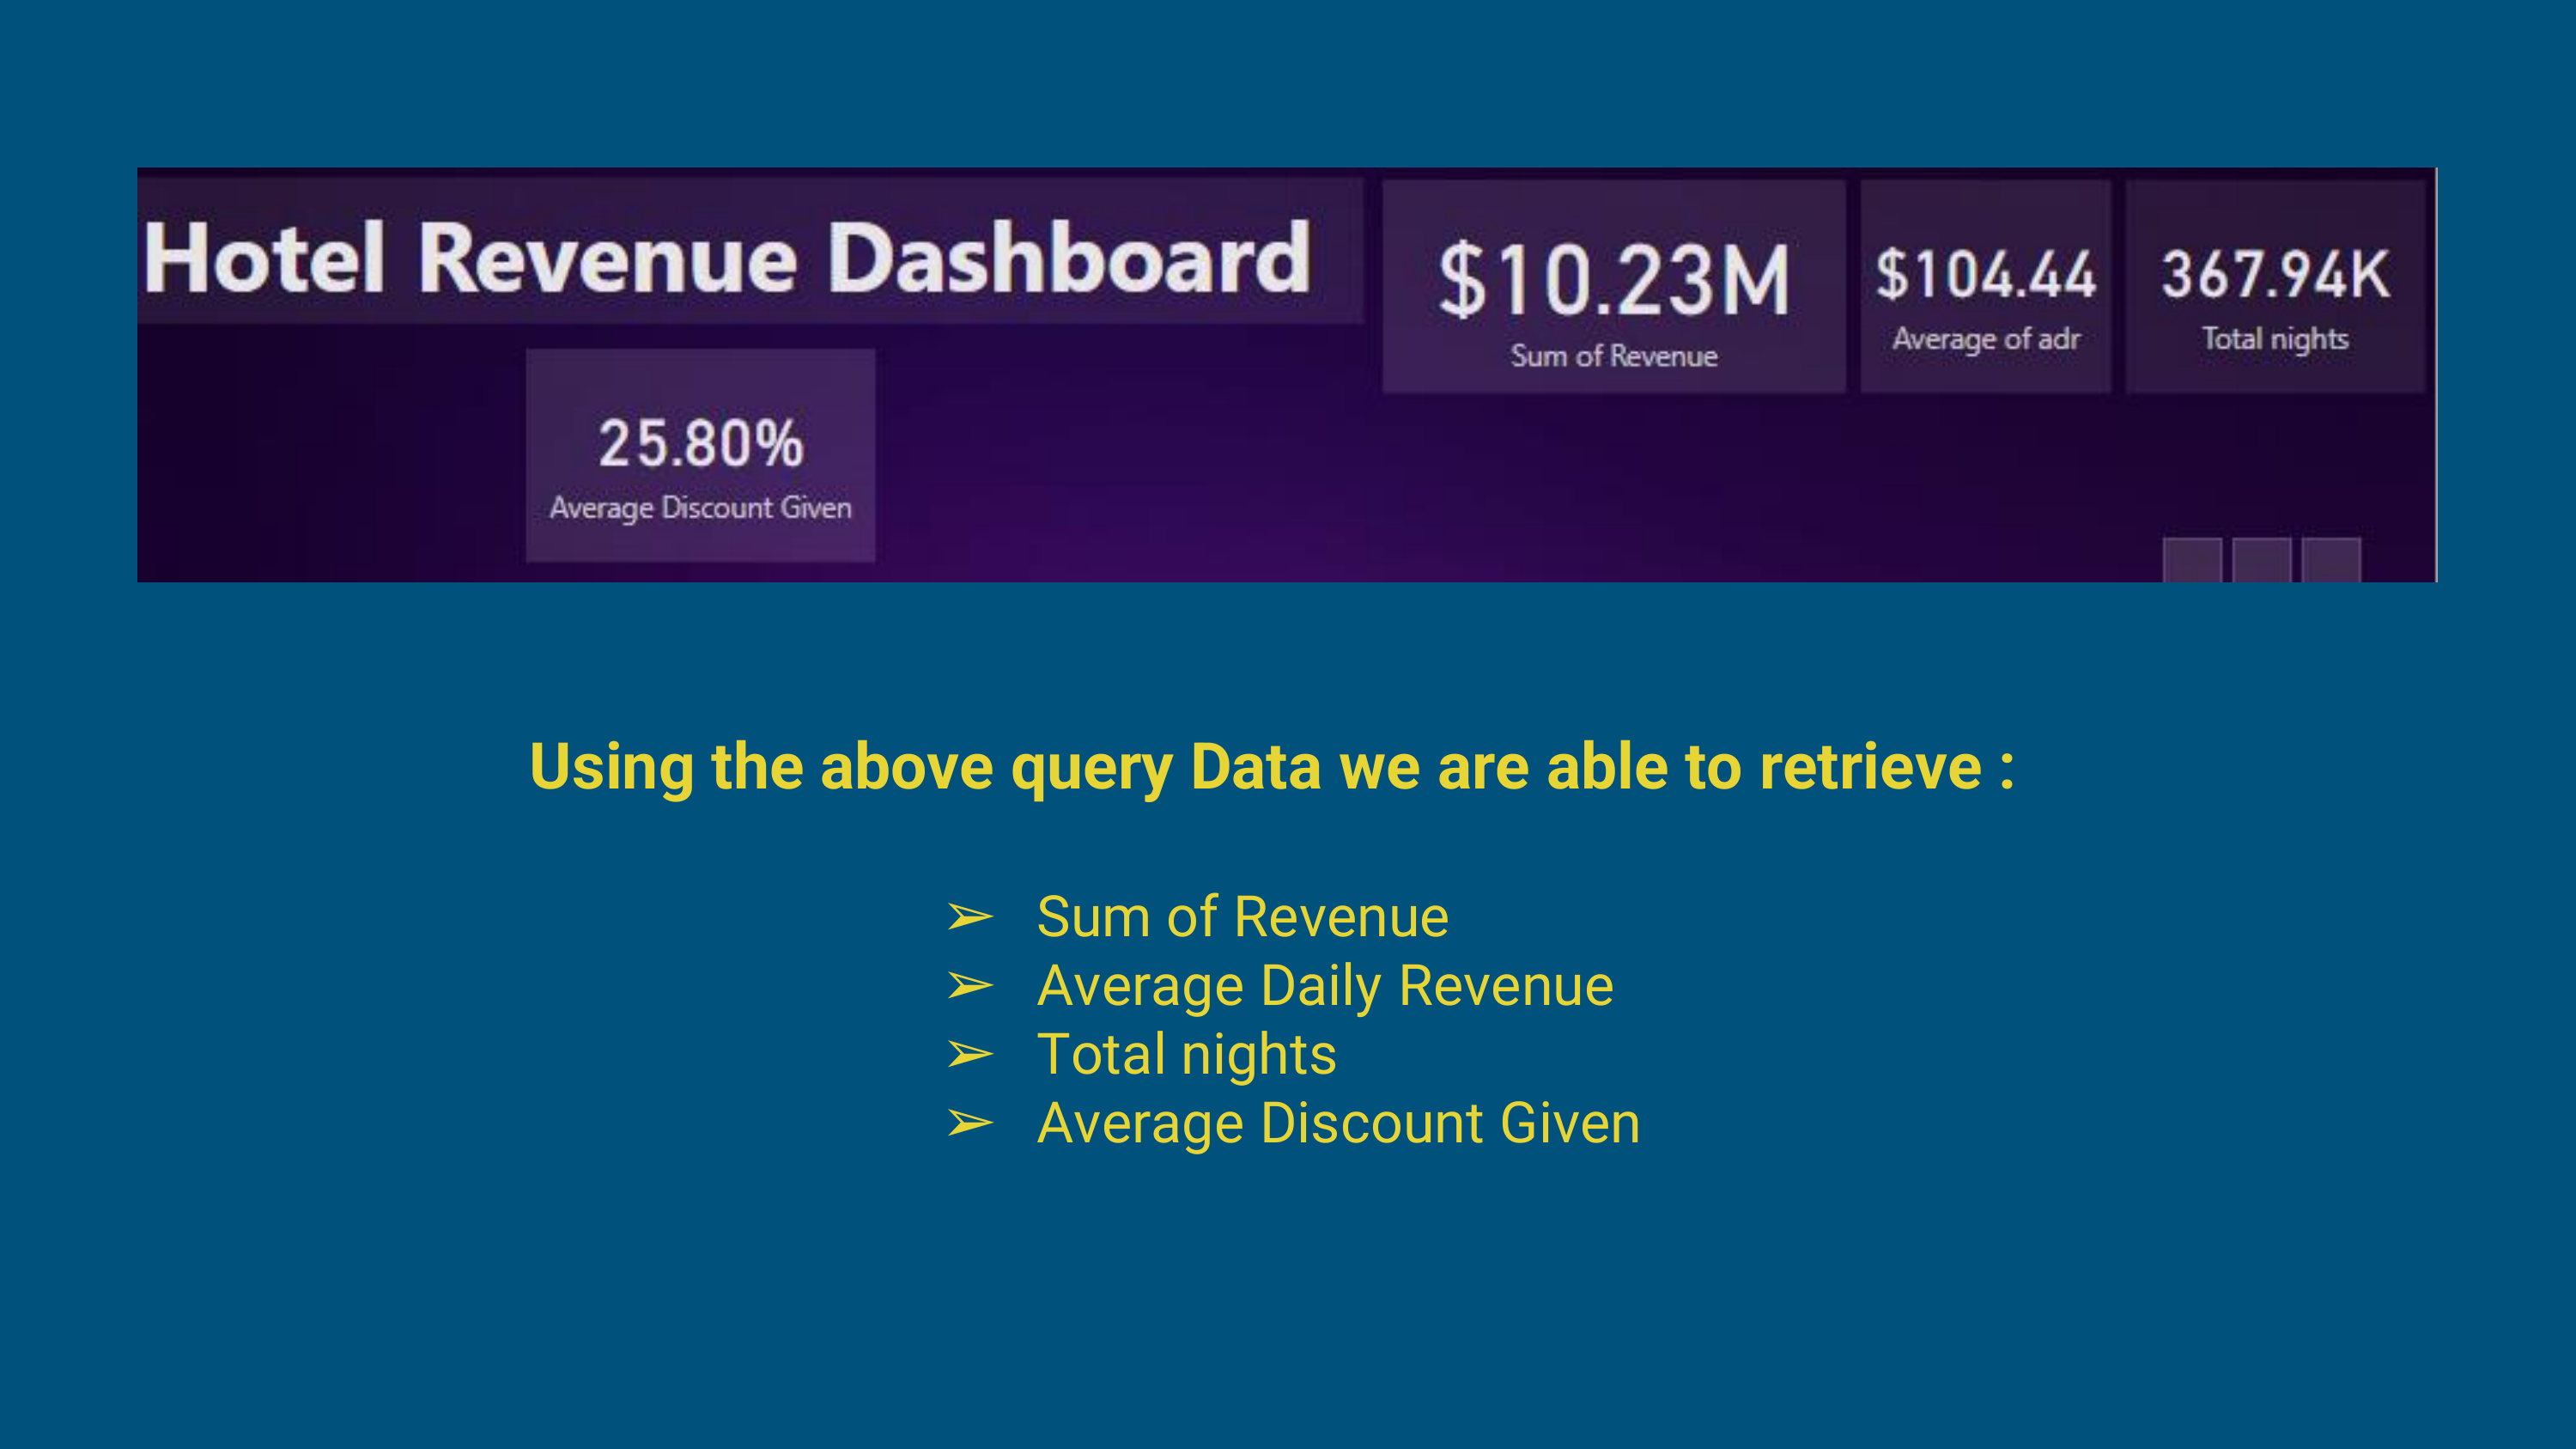 Hotel Revenue Dashboard
$10.23M
Sum of Revenue
$104.44
Average of adr
367.94K
Total nights
25.80%
Average Discount Given
Using the above query Data we are able to retrieve :
➢ Sum of Revenue
➢ Average Daily Revenue
➢ Total nights
➢ Average Discount Given